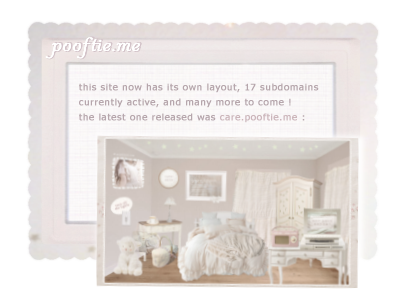 pooftie.me
this site now has its own layout, 17 subdomains
currently active, and many more to come !
the latest one released was care.pooftie.me :